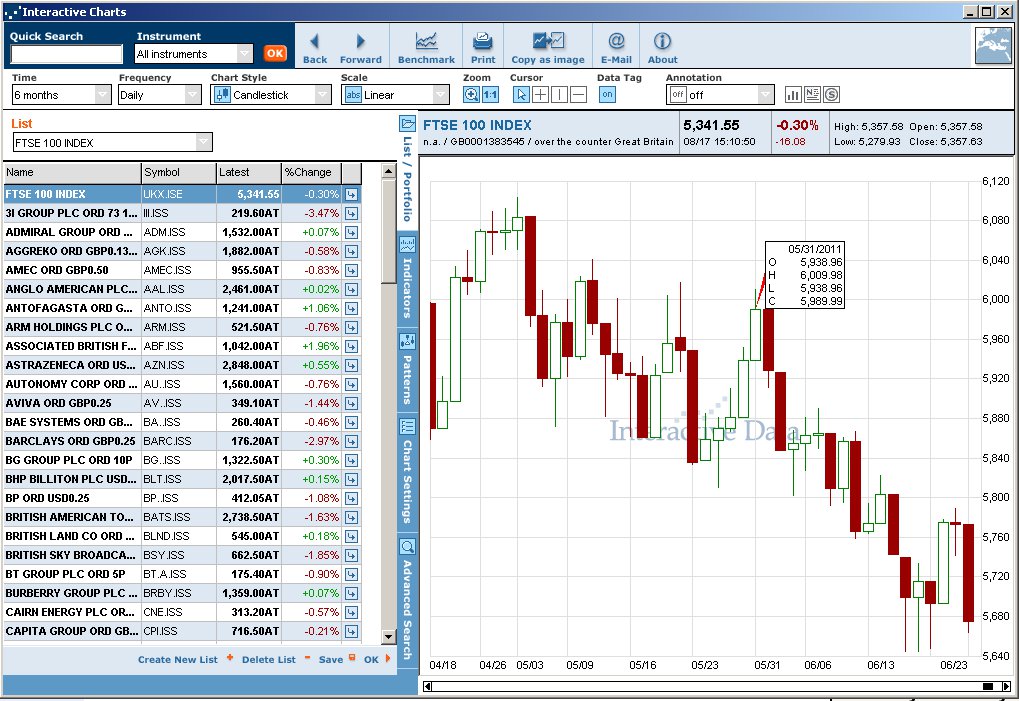 Interactive Charts
Quick Search
Instrument
All instruments
OK
Back
Forward
Benchmark
Print
Copy as image
E-Mail
About
Time
Frequency
Chart Style
Scale
Zoom
Cursor
Data Tag
Annotation
6 months
Daily
Candlestick
abs Linear
1:1
on
off off
List
FTSE 100 INDEX
FTSE 100 INDEX
n.a. / GB0001383545 / over the counter Great Britain
5,341.55
08/17 15:10:50
-0.30%
-16.08
High: 5,357.58 Open: 5,357.58
Low: 5,279.93 Close: 5,357.63
Name Symbol Latest %Change
FTSE 100 INDEX UKX.ISE 5,341.55 -0.30%
3I GROUP PLC ORD 73 1... III.ISS 219.60AT -3.47%
ADMIRAL GROUP ORD ... ADM.ISS 1,532.00AT +0.07%
AGGREKO ORD GBP0.13... AGK.ISS 1,882.00AT -0.58%
AMEC ORD GBP0.50 AMEC.ISS 955.50AT -0.83%
ANGLO AMERICAN PLC... AAL.ISS 2,461.00AT +0.02%
ANTOFAGASTA ORD G... ANTO.ISS 1,241.00AT +1.06%
ARM HOLDINGS PLC O... ARM.ISS 521.50AT -0.76%
ASSOCIATED BRITISH F... ABF.ISS 1,042.00AT +1.96%
ASTRAZENECA ORD US... AZN.ISS 2,848.00AT +0.55%
AUTONOMY CORP ORD ... AU..ISS 1,560.00AT -0.76%
AVIVA ORD GBP0.25 AV..ISS 349.10AT -1.44%
BAE SYSTEMS ORD GB... BA..ISS 260.40AT -0.46%
BARCLAYS ORD GBP0.25 BARC.ISS 176.20AT -2.97%
BG GROUP PLC ORD 10P BG..ISS 1,322.50AT +0.30%
BHP BILLITON PLC USD... BLT.ISS 2,017.50AT +0.15%
BP ORD USD0.25 BP..ISS 412.05AT -1.08%
BRITISH AMERICAN TO... BATS.ISS 2,738.50AT -1.63%
BRITISH LAND CO ORD ... BLND.ISS 545.00AT +0.18%
BRITISH SKY BROADCA... BSY.ISS 662.50AT -1.85%
BT GROUP PLC ORD 5P BT.A.ISS 175.40AT -0.90%
BURBERRY GROUP PLC ... BRBY.ISS 1,359.00AT +0.07%
CAIRN ENERGY PLC OR... CNE.ISS 313.20AT -0.57%
CAPITA GROUP ORD GB... CPI.ISS 716.50AT -0.21%
Create New List
Delete List
Save
OK
List / Portfolio
Indicators
Patterns
Chart Settings
Advanced Search
05/31/2011
O 5,938.96
H 6,009.98
L 5,938.96
C 5,989.99
Interactive Data
6,120
6,080
6,040
6,000
5,960
5,920
5,880
5,840
5,800
5,760
5,720
5,680
5,640
04/18 04/26 05/03 05/09 05/16 05/23 05/31 06/06 06/13 06/23